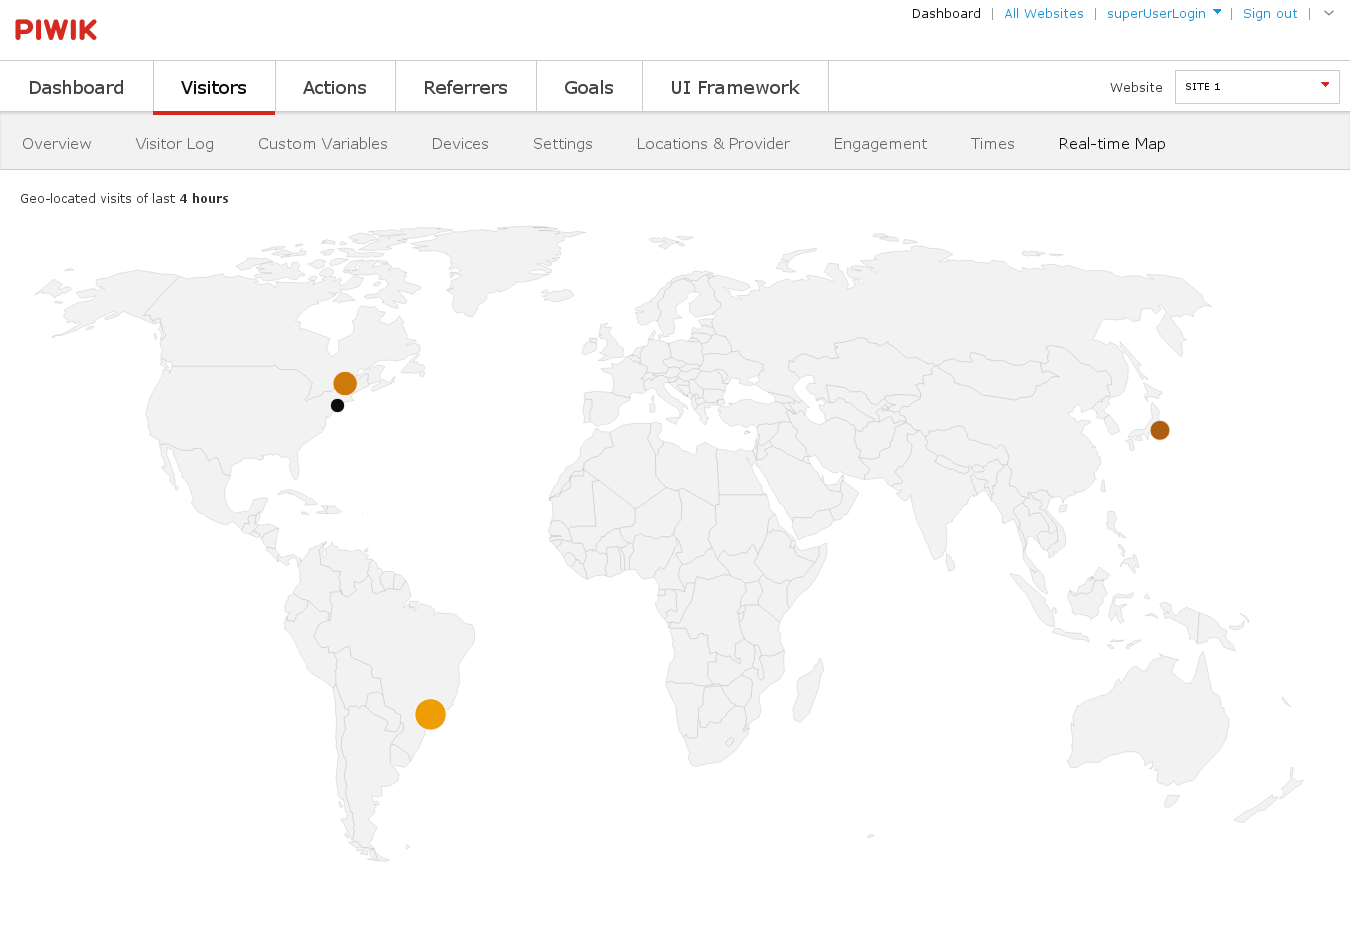 PIWIK
Dashboard | All Websites | superUserLogin | Sign out |
Dashboard Visitors Actions Referrers Goals UI Framework Website SITE 1
Overview Visitor Log Custom Variables Devices Settings Locations & Provider Engagement Times Real-time Map
Geo-located visits of last 4 hours